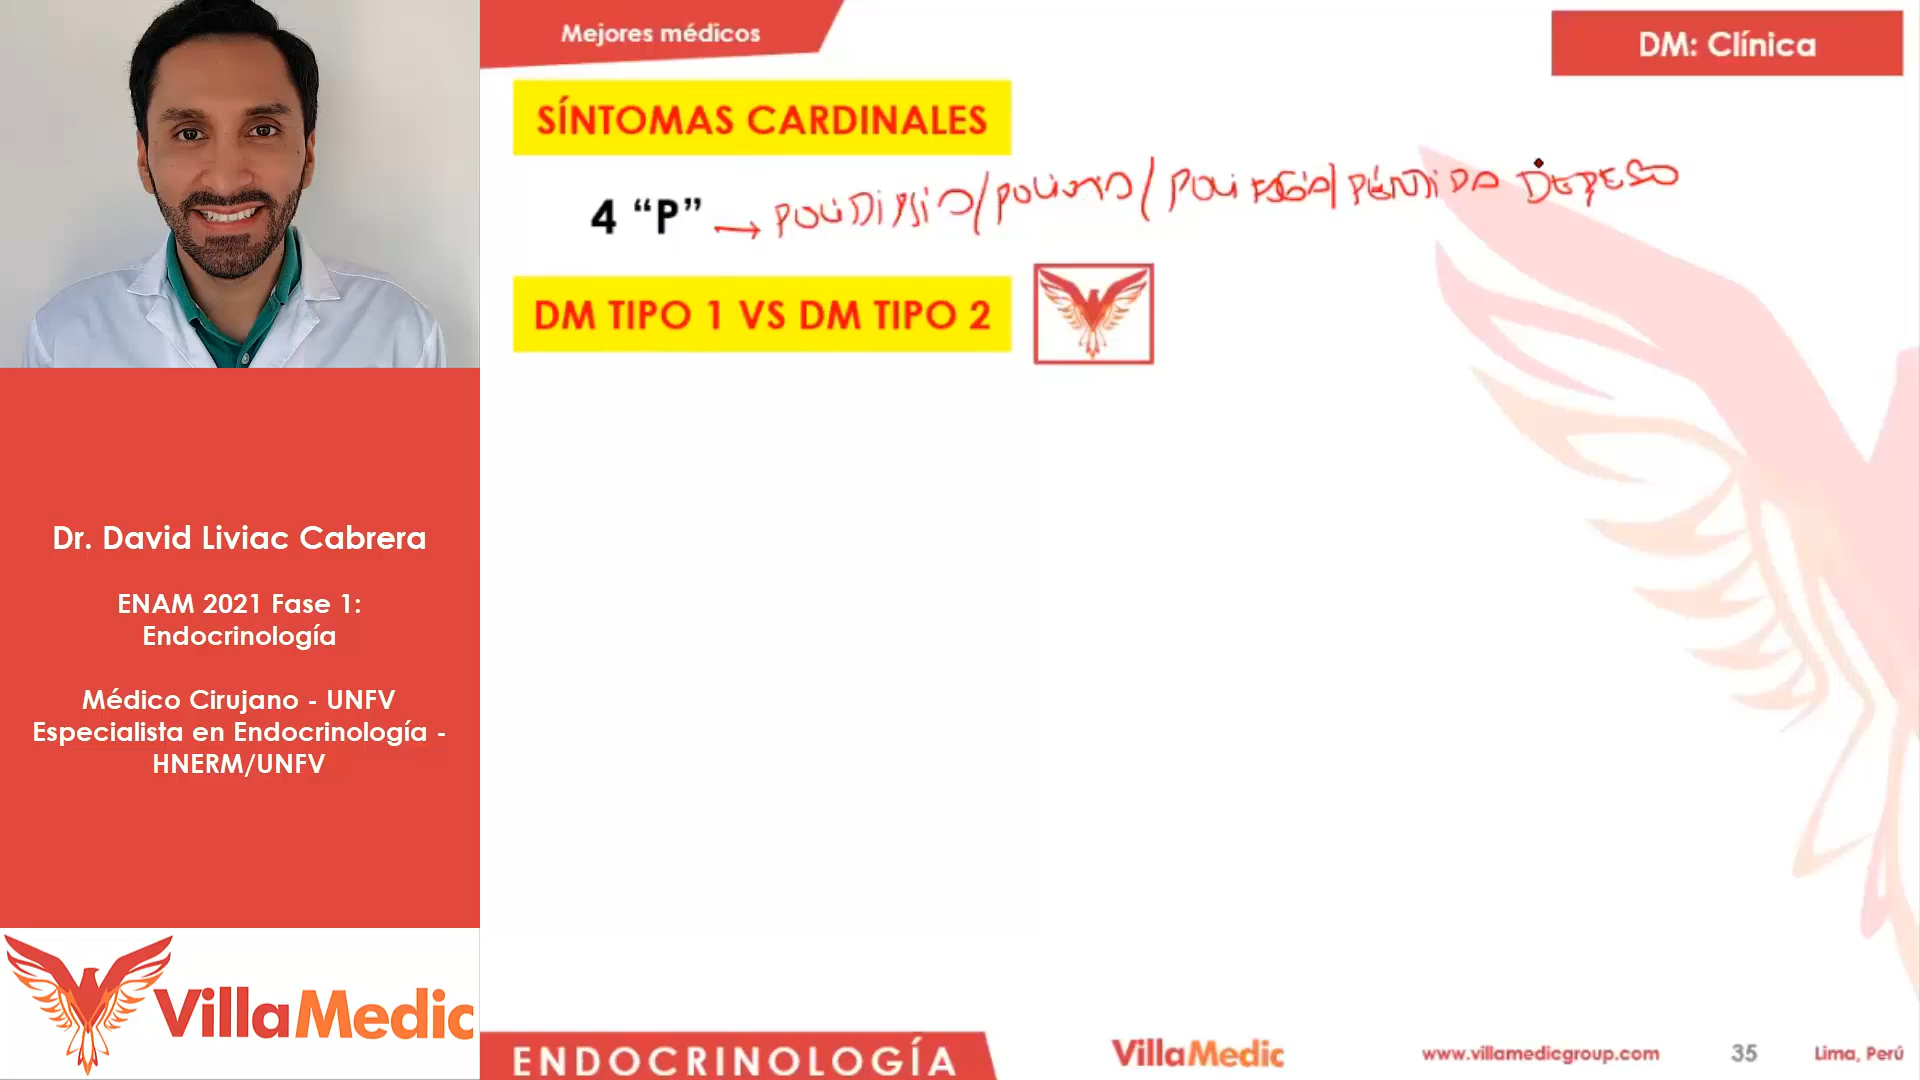 Mejores médicos
DM: Clínica
SÍNTOMAS CARDINALES
4 “P” → POLIDIPSIA / POLIURIA / POLIFAGIA / PÉRDIDA DE PESO
DM TIPO 1 VS DM TIPO 2
Dr. David Liviac Cabrera
ENAM 2021 Fase 1:
Endocrinología
Médico Cirujano - UNFV
Especialista en Endocrinología -
HNERM/UNFV
VillaMedic
ENDOCRINOLOGÍA
VillaMedic
www.villamedicgroup.com
35
Lima, Perú